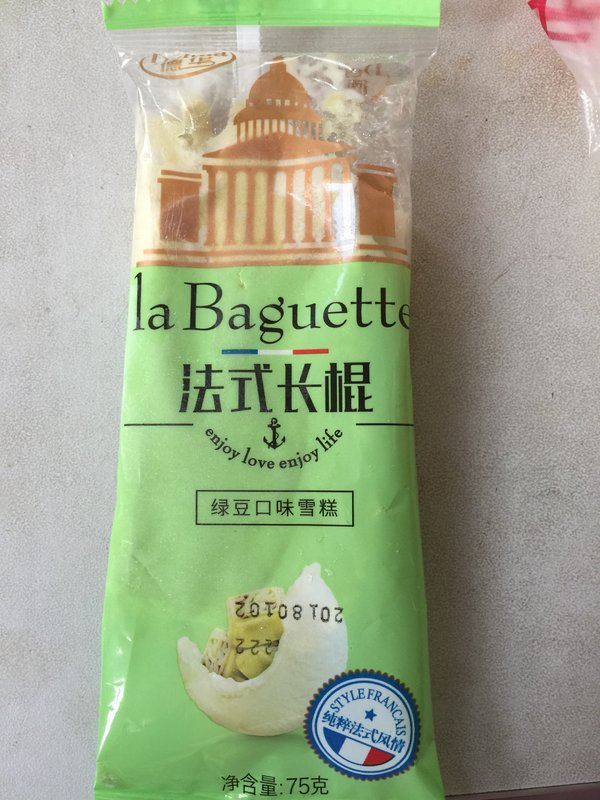 la Baguette
法式长棍
enjoy love enjoy life
绿豆口味雪糕
20180102
STYLE FRANCAIS
纯粹法式风情
净含量:75克